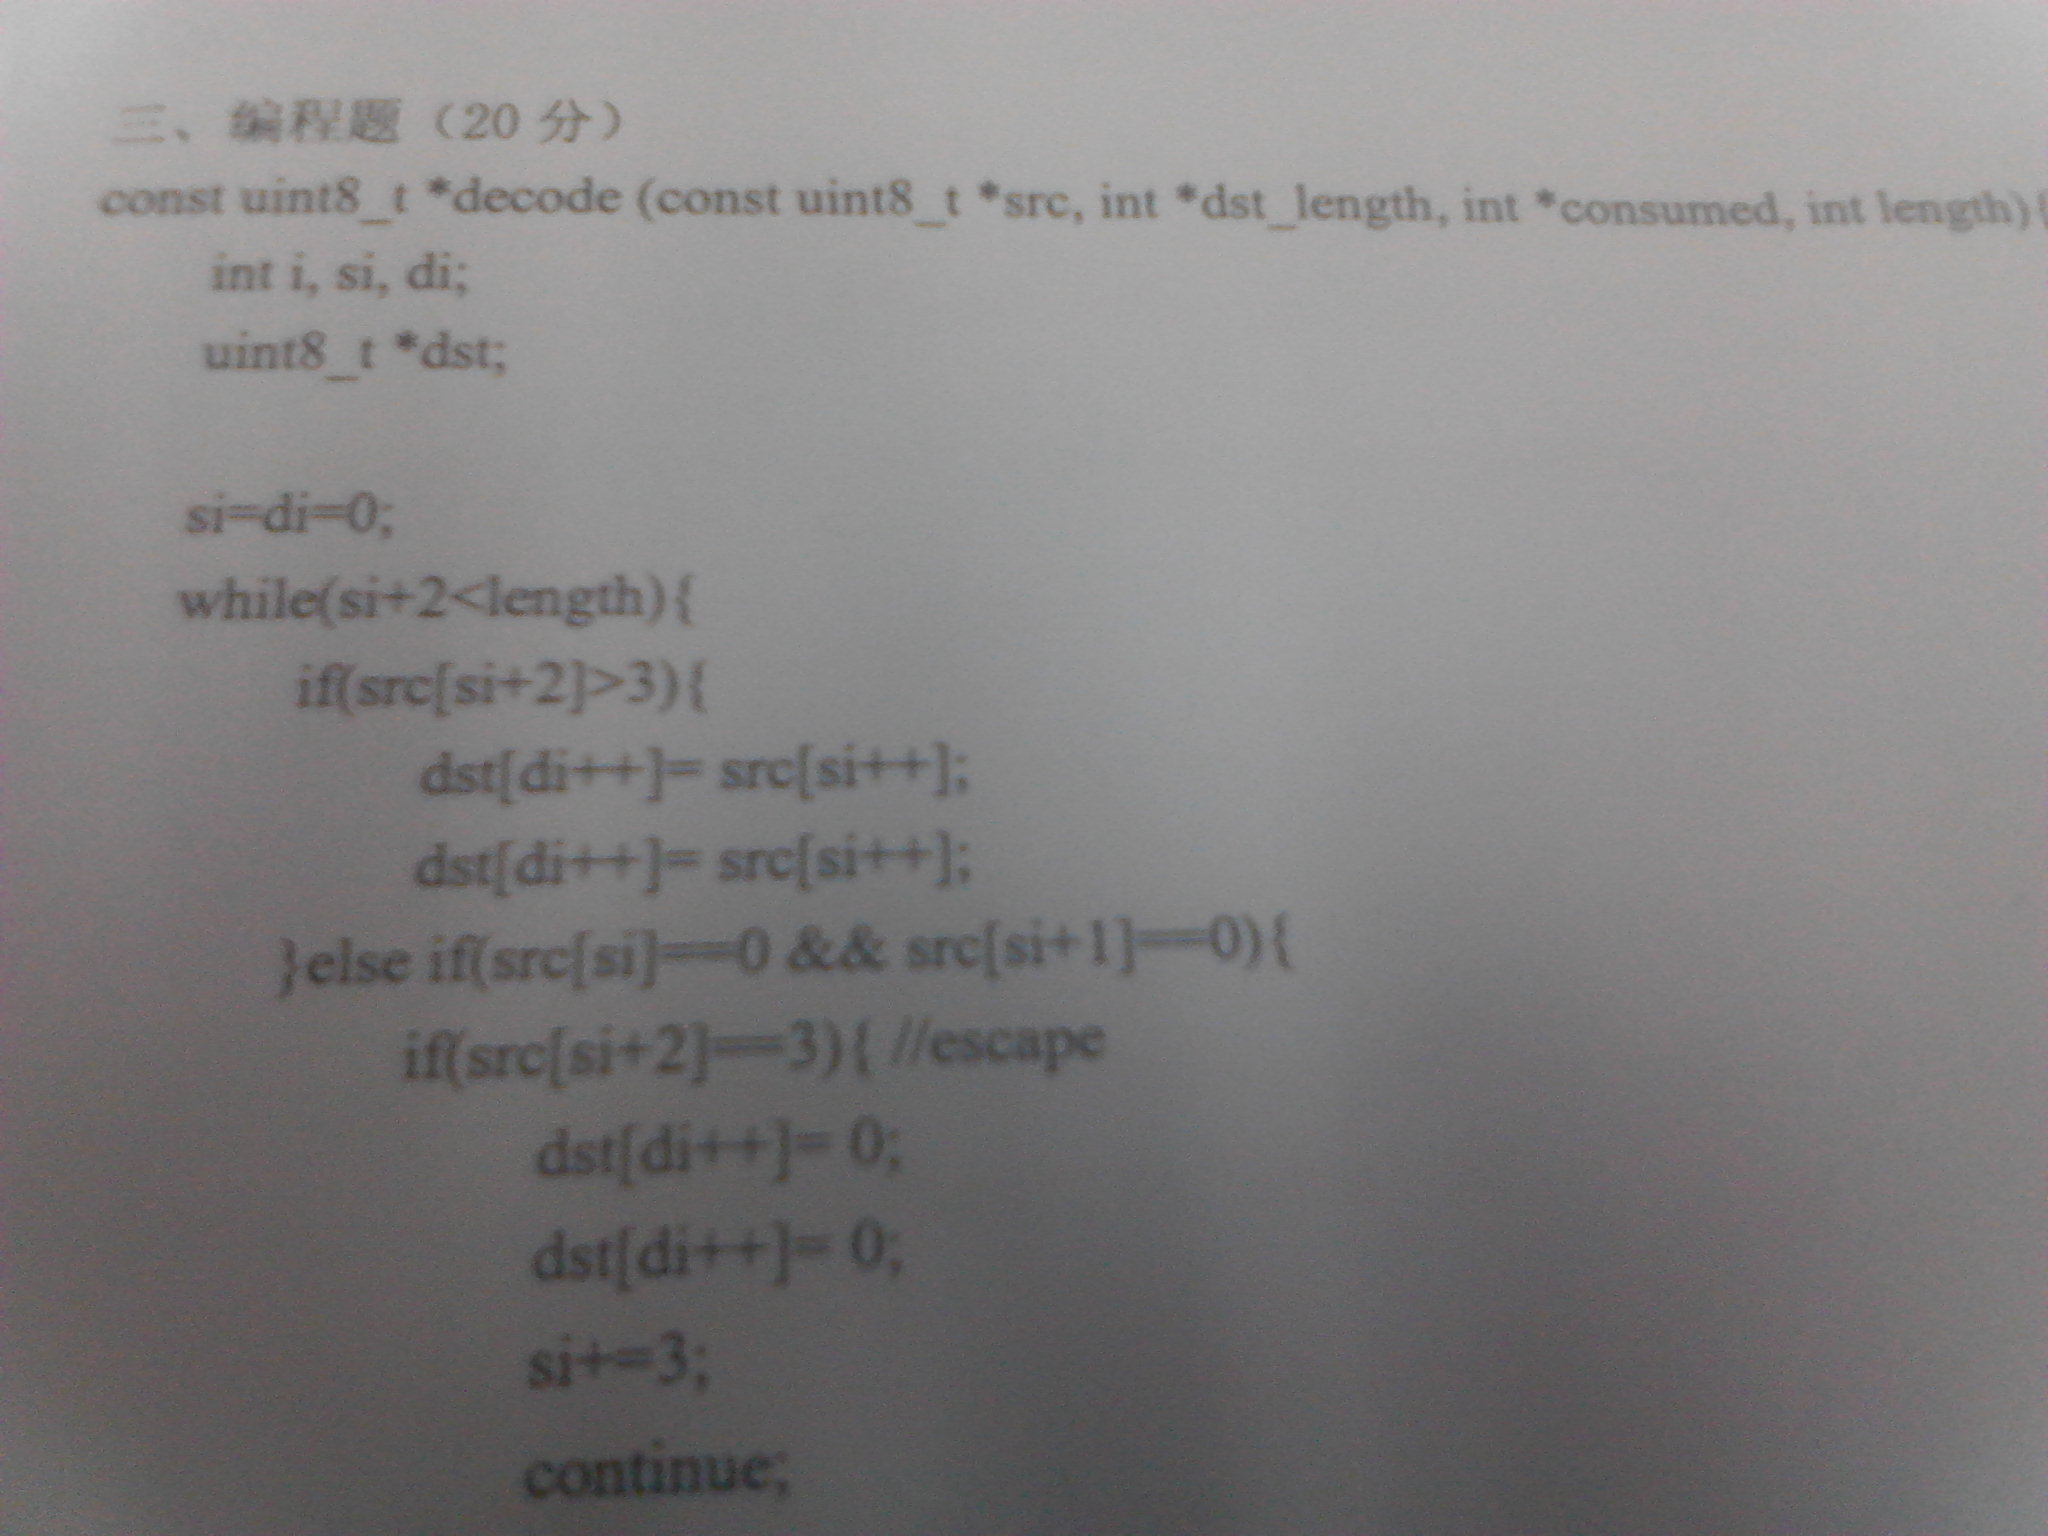 三、编程题（20 分）
const uint8_t *decode (const uint8_t *src, int *dst_length, int *consumed, int length){
int i, si, di;
uint8_t *dst;
si=di=0;
while(si+2<length){
if(src[si+2]>3){
dst[di++]= src[si++];
dst[di++]= src[si++];
}else if(src[si]==0 && src[si+1]==0){
if(src[si+2]==3){ //escape
dst[di++]= 0;
dst[di++]= 0;
si+=3;
continue;